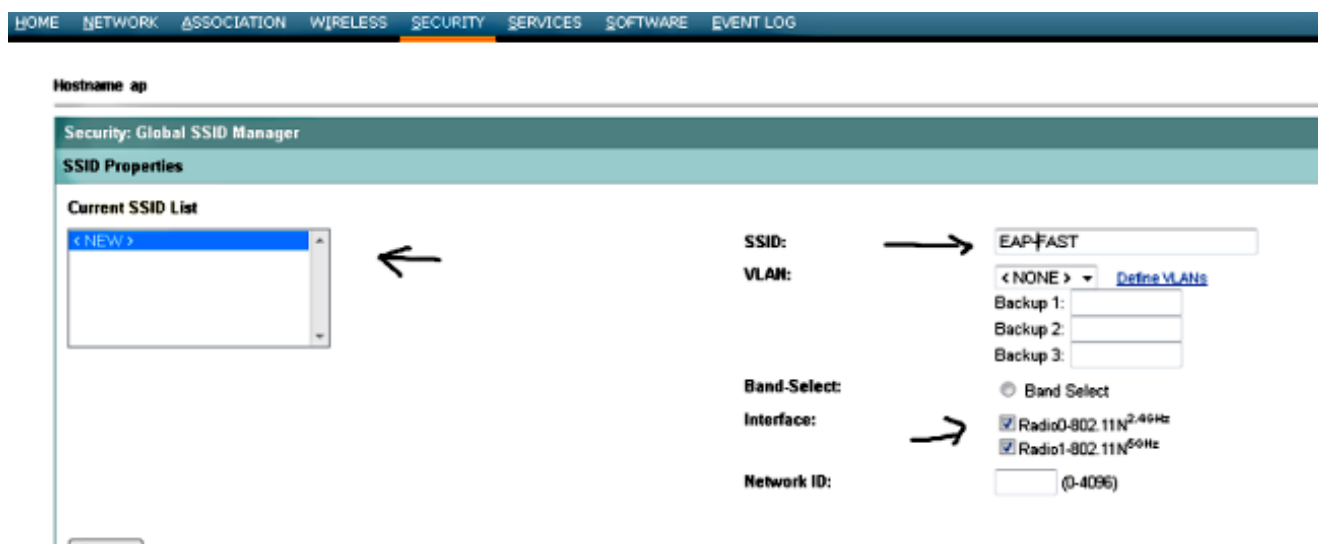 HOME NETWORK ASSOCIATION WIRELESS SECURITY SERVICES SOFTWARE EVENT LOG
Hostname ap
Security: Global SSID Manager
SSID Properties
Current SSID List
< NEW >
SSID: EAP-FAST
VLAN: < NONE > Define VLANs
Backup 1:
Backup 2:
Backup 3:
Band-Select: Band Select
Interface: Radio0-802.11N2.4GHz
Radio1-802.11N5GHz
Network ID: (0-4096)